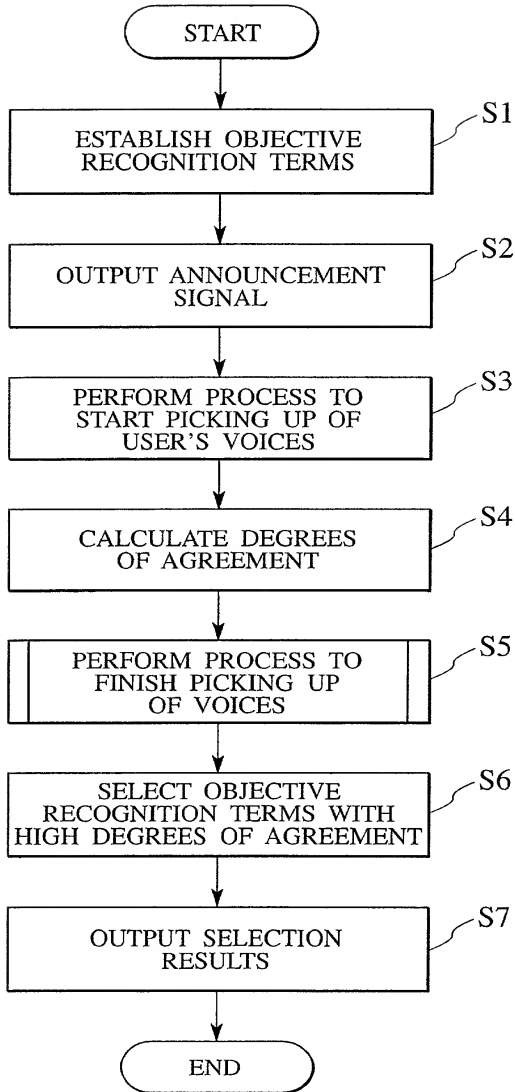 START
S1
ESTABLISH OBJECTIVE
RECOGNITION TERMS
S2
OUTPUT ANNOUNCEMENT
SIGNAL
S3
PERFORM PROCESS TO
START PICKING UP OF
USER'S VOICES
S4
CALCULATE DEGREES
OF AGREEMENT
S5
PERFORM PROCESS TO
FINISH PICKING UP
OF VOICES
S6
SELECT OBJECTIVE
RECOGNITION TERMS WITH
HIGH DEGREES OF AGREEMENT
S7
OUTPUT SELECTION
RESULTS
END